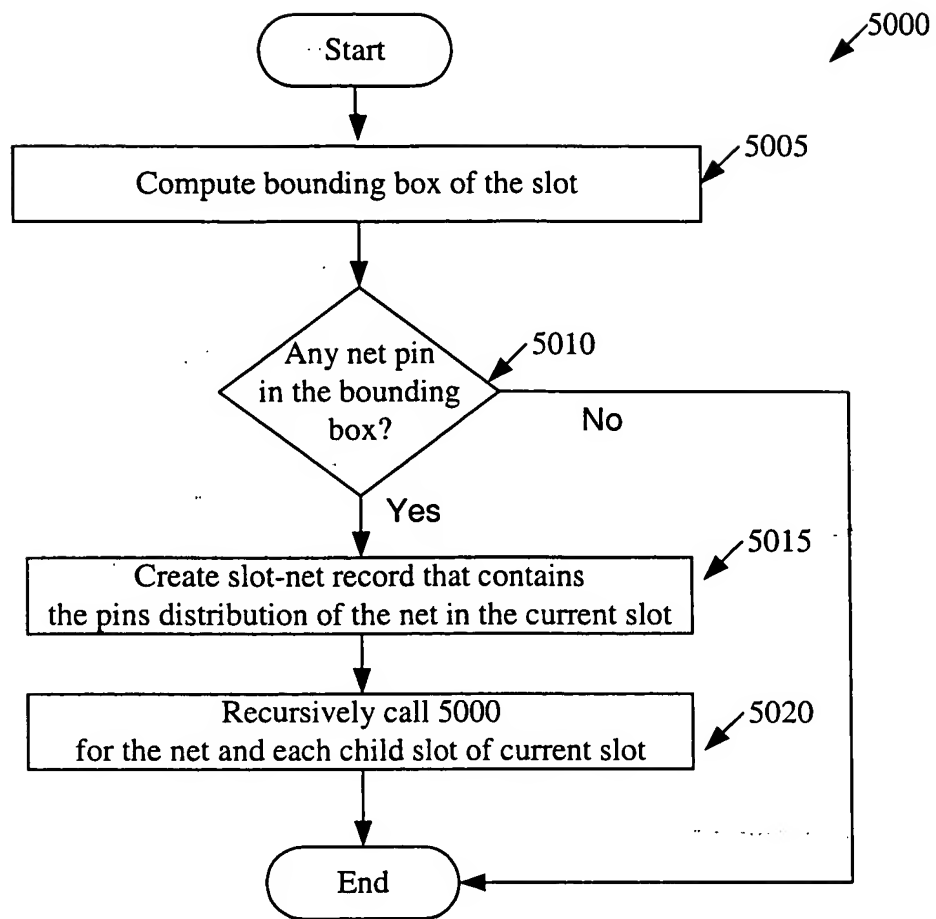 5000
Start
5005
Compute bounding box of the slot
Any net pin
in the bounding
box?
5010
No
Yes
5015
Create slot-net record that contains
the pins distribution of the net in the current slot
5020
Recursively call 5000
for the net and each child slot of current slot
End